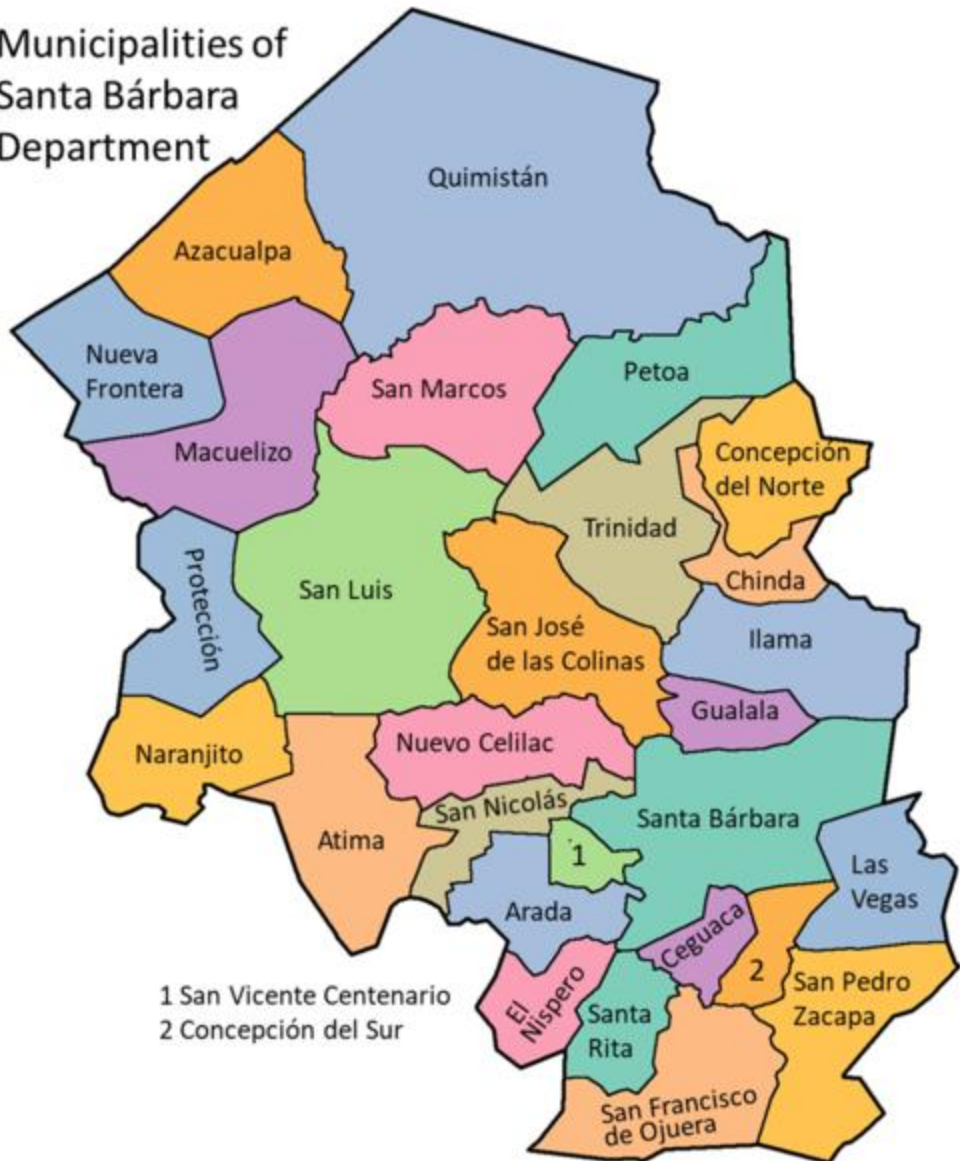 Municipalities of
Santa Bárbara
Department
Quimistán
Azacualpa
Nueva
Frontera
San Marcos
Petoa
Macuelizo
Concepción
del Norte
Trinidad
Protección
San Luis
Chinda
San José
de las Colinas
Ilama
Gualala
Naranjito
Nuevo Celilac
San Nicolás
Santa Bárbara
Atima
1
Las
Vegas
Arada
Ceguaca
2
San Pedro
Zacapa
El
Nispero
Santa
Rita
San Francisco
de Ojuera
1 San Vicente Centenario
2 Concepción del Sur